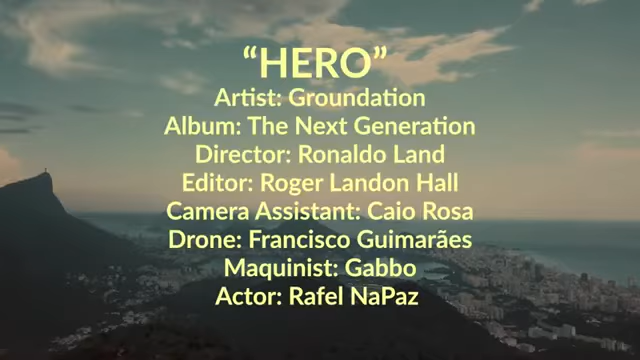 “HERO”
Artist: Groundation
Album: The Next Generation
Director: Ronaldo Land
Editor: Roger Landon Hall
Camera Assistant: Caio Rosa
Drone: Francisco Guimarães
Maquinist: Gabbo
Actor: Rafel NaPaz